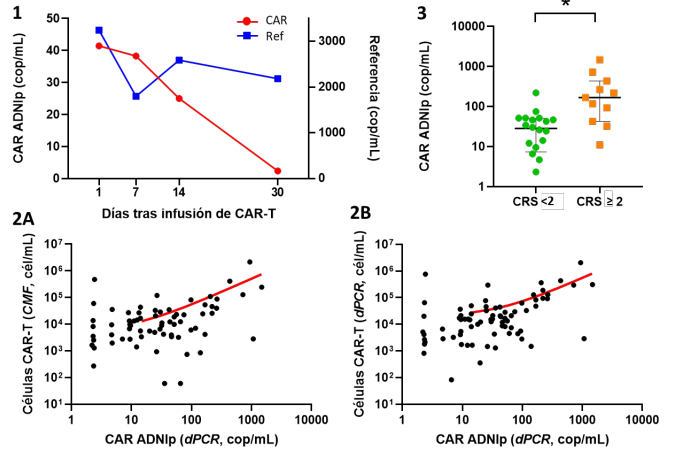 1
CAR
Ref
CAR ADNlp (cop/mL)
50
40
30
20
10
0
3000
2000
1000
0
Referencia (cop/mL)
1 7 14 30
Días tras infusión de CAR-T
3
*
CAR ADNlp (cop/mL)
10000
1000
100
10
1
CRS <2 CRS ≥ 2
2A
Células CAR-T (CMF, cél/mL)
10⁷
10⁶
10⁵
10⁴
10³
10²
10¹
1 10 100 1000 10000
CAR ADNlp (dPCR, cop/mL)
2B
Células CAR-T (dPCR, cél/mL)
10⁷
10⁶
10⁵
10⁴
10³
10²
10¹
1 10 100 1000 10000
CAR ADNlp (dPCR, cop/mL)